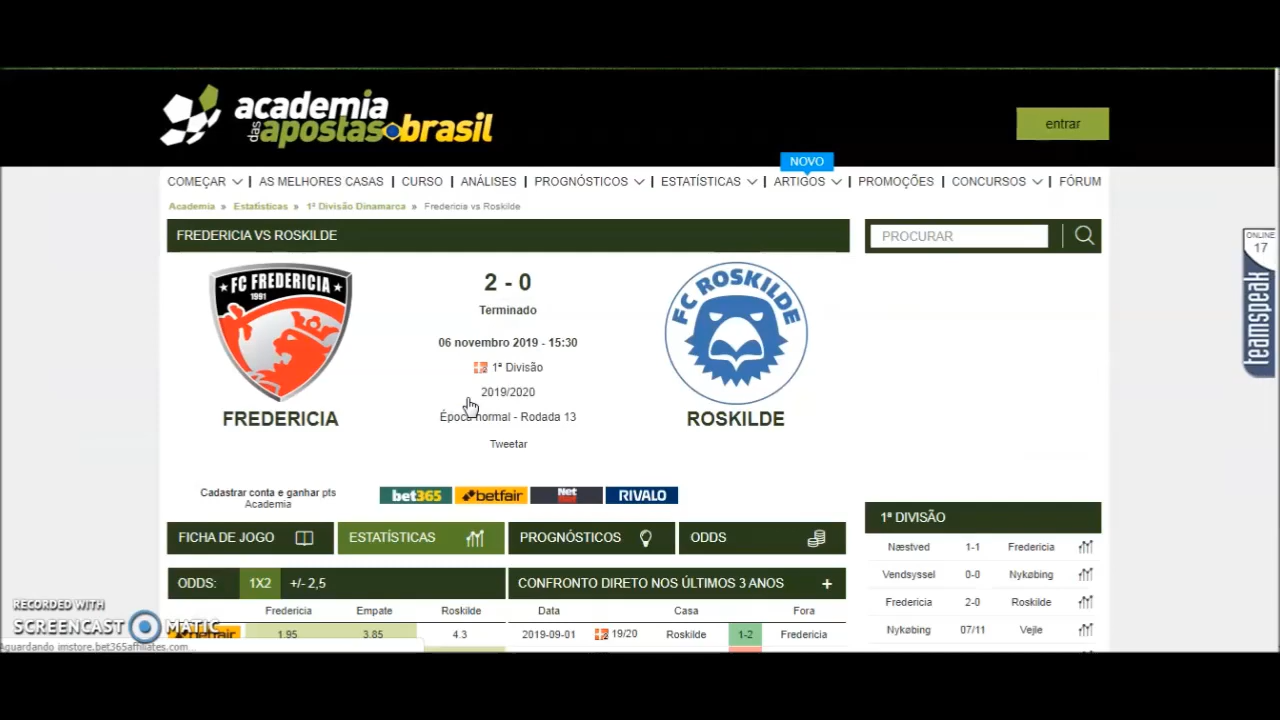 academia
das apostas brasil
entrar
NOVO
COMEÇAR | AS MELHORES CASAS | CURSO | ANÁLISES | PROGNÓSTICOS | ESTATÍSTICAS | ARTIGOS | PROMOÇÕES | CONCURSOS | FÓRUM
Academia » Estatísticas » 1ª Divisão Dinamarca » Fredericia vs Roskilde
FREDERICIA VS ROSKILDE
PROCURAR
ONLINE
17
teamspeak
FC FREDERICIA
1991
FC ROSKILDE
2 - 0
Terminado
06 novembro 2019 - 15:30
1ª Divisão
2019/2020
Época normal - Rodada 13
FREDERICIA
ROSKILDE
Tweetar
Cadastrar conta e ganhar pts
Academia
bet365 betfair Net RIVALO
FICHA DE JOGO ESTATÍSTICAS PROGNÓSTICOS ODDS
ODDS: 1X2 +/- 2,5
CONFRONTO DIRETO NOS ÚLTIMOS 3 ANOS +
Fredericia Empate Roskilde
Data Casa Fora
betfair 1.95 3.85 4.3
2019-09-01 19/20 Roskilde 1-2 Fredericia
1ª DIVISÃO
Næstved 1-1 Fredericia
Vendsyssel 0-0 Nykøbing
Fredericia 2-0 Roskilde
Nykøbing 07/11 Vejle
RECORDED WITH
SCREENCAST MATIC
Aguardando imstore.bet365affiliates.com...